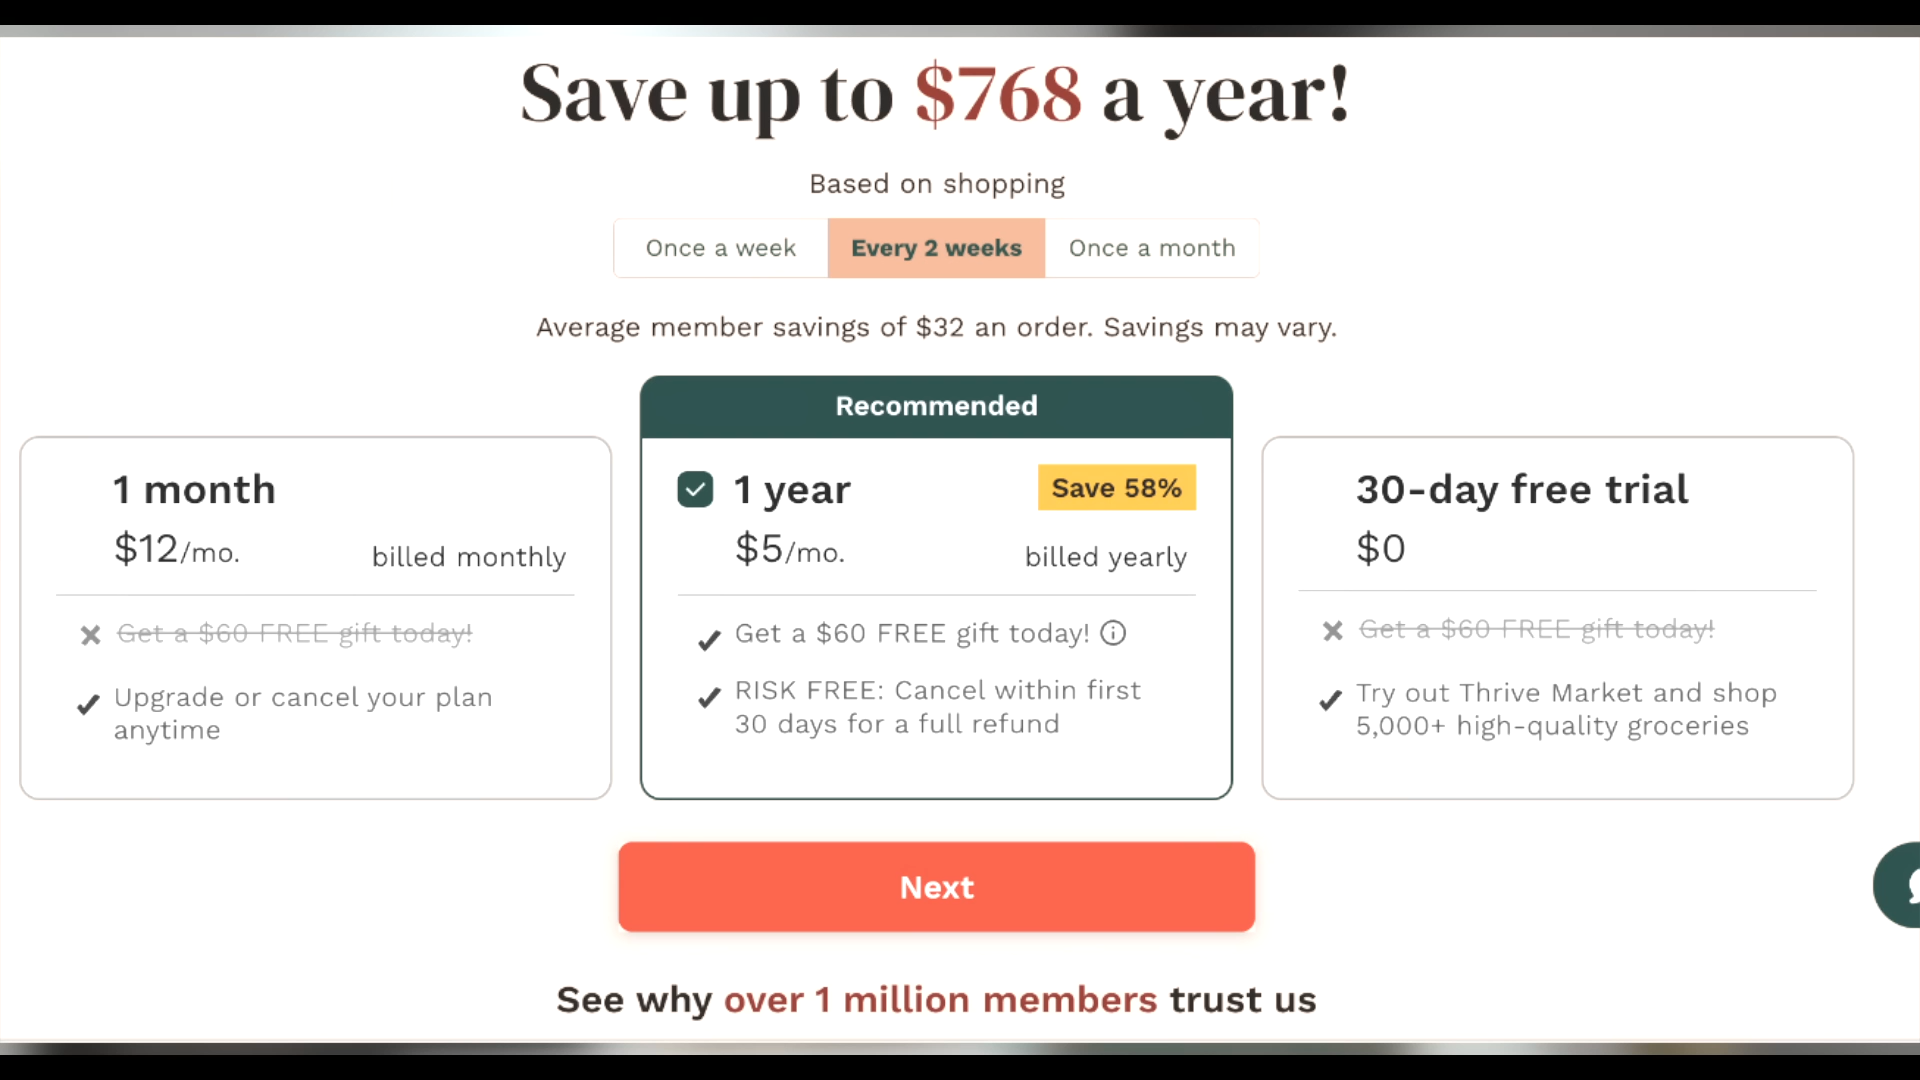 Save up to $768 a year!
Based on shopping
Once a week
Every 2 weeks
Once a month
Average member savings of $32 an order. Savings may vary.
1 month
$12/mo.
billed monthly
Get a $60 FREE gift today!
Upgrade or cancel your plan
anytime
Recommended
1 year
Save 58%
$5/mo.
billed yearly
Get a $60 FREE gift today!
RISK FREE: Cancel within first
30 days for a full refund
30-day free trial
$0
Get a $60 FREE gift today!
Try out Thrive Market and shop
5,000+ high-quality groceries
Next
See why over 1 million members trust us